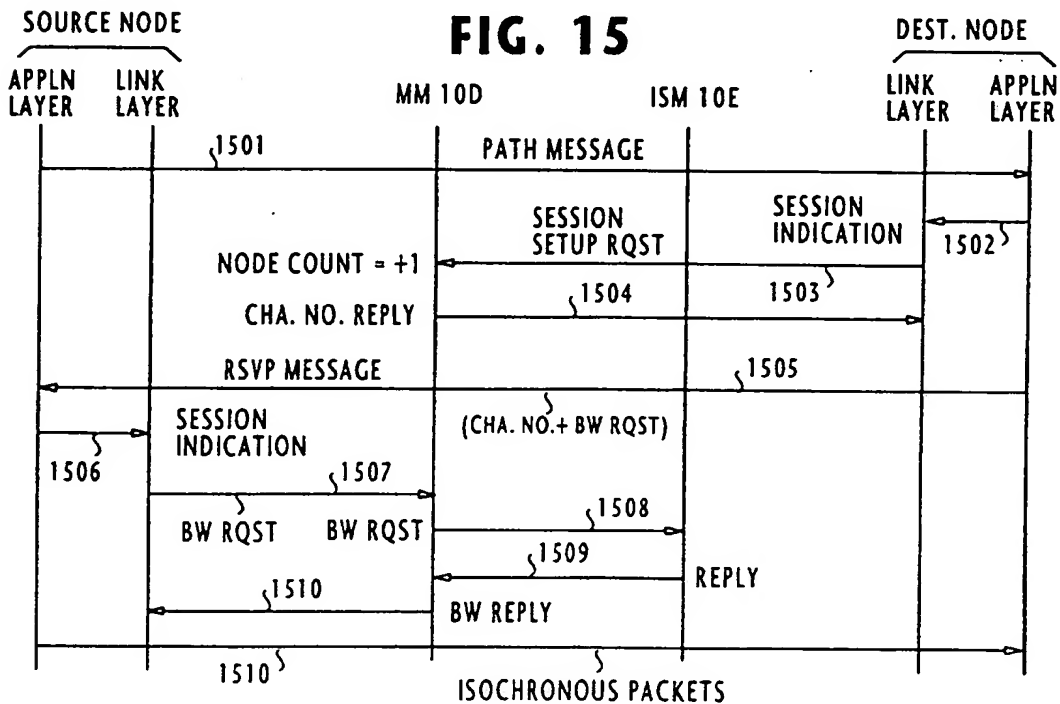 FIG. 15
SOURCE NODE
DEST. NODE
APPLN
LAYER
LINK
LAYER
MM 10D
ISM 10E
LINK
LAYER
APPLN
LAYER
1501
PATH MESSAGE
SESSION
INDICATION
1502
SESSION
SETUP RQST
NODE COUNT = +1
1503
1504
CHA. NO. REPLY
RSVP MESSAGE
1505
(CHA. NO.+ BW RQST)
SESSION
INDICATION
1506
1507
BW RQST
BW RQST
1508
1509
REPLY
1510
BW REPLY
1510
ISOCHRONOUS PACKETS